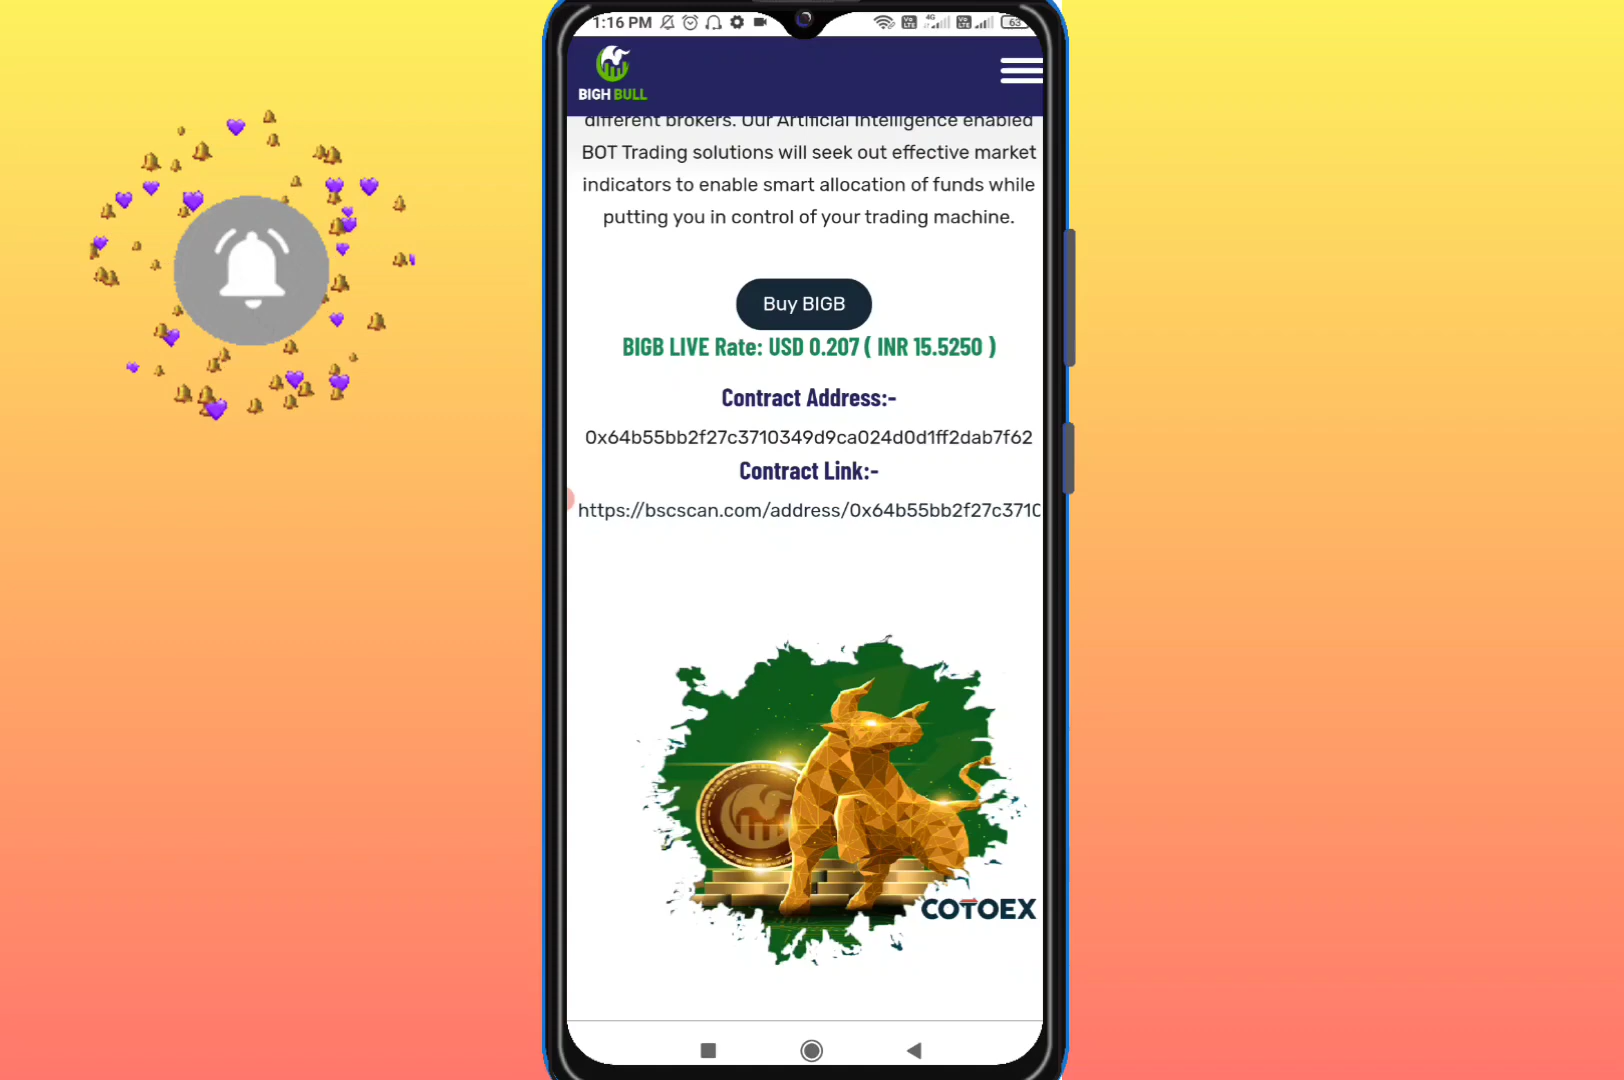 1:16 PM
4G
63
BIGH BULL
different brokers. Our Artificial Intelligence enabled
BOT Trading solutions will seek out effective market
indicators to enable smart allocation of funds while
putting you in control of your trading machine.
Buy BIGB
BIGB LIVE Rate: USD 0.207 ( INR 15.5250 )
Contract Address:-
0x64b55bb2f27c3710349d9ca024d0d1ff2dab7f62
Contract Link:-
https://bscscan.com/address/0x64b55bb2f27c371
COTOEX